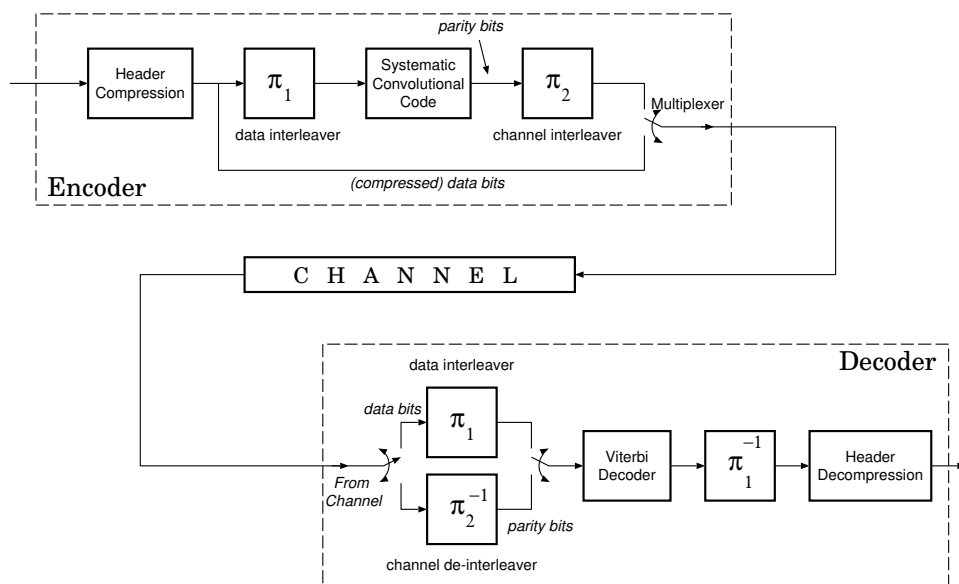 parity bits
Header
Compression
π1
Systematic
Convolutional
Code
π2
Multiplexer
data interleaver
channel interleaver
Encoder
(compressed) data bits
C H A N N E L
Decoder
data interleaver
data bits
π1
From
Channel
π2−1
parity bits
channel de-interleaver
Viterbi
Decoder
π1−1
Header
Decompression